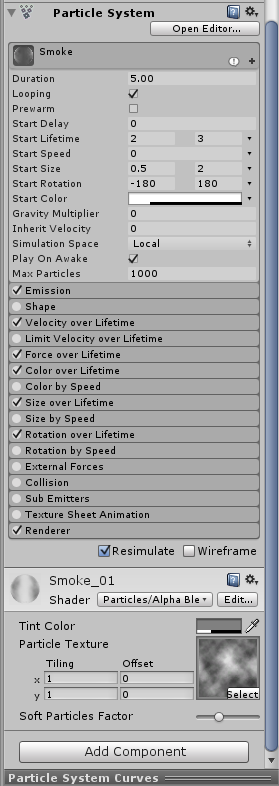 Particle System
Open Editor...
Smoke
Duration 5.00
Looping
Prewarm
Start Delay 0
Start Lifetime 2 3
Start Speed 0
Start Size 0.5 2
Start Rotation -180 180
Start Color
Gravity Multiplier 0
Inherit Velocity 0
Simulation Space Local
Play On Awake
Max Particles 1000
Emission
Shape
Velocity over Lifetime
Limit Velocity over Lifetime
Force over Lifetime
Color over Lifetime
Color by Speed
Size over Lifetime
Size by Speed
Rotation over Lifetime
Rotation by Speed
External Forces
Collision
Sub Emitters
Texture Sheet Animation
Renderer
Resimulate Wireframe
Smoke_01
Shader Particles/Alpha Ble Edit...
Tint Color
Particle Texture
Tiling Offset
x 1 0
y 1 0
Select
Soft Particles Factor
Add Component
Particle System Curves